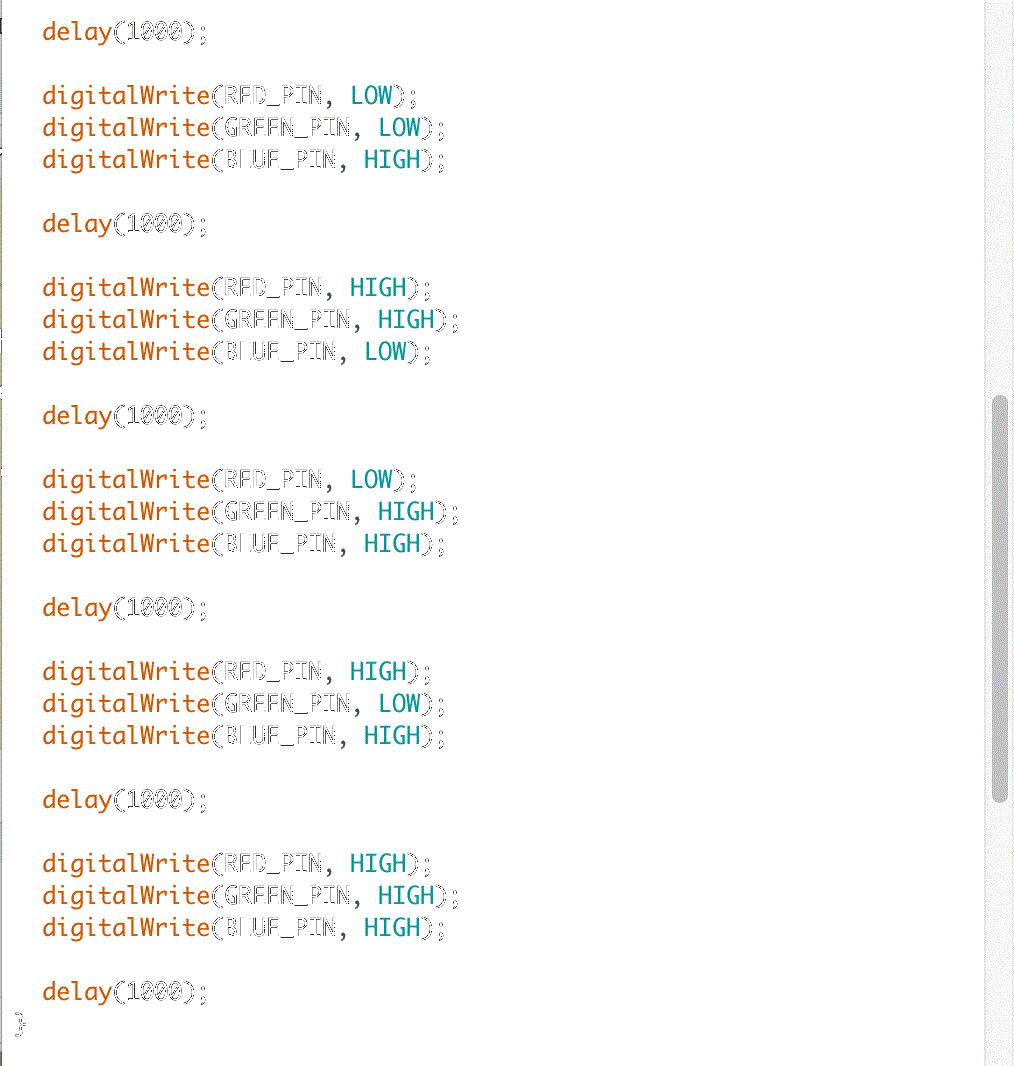 delay(1000);
digitalWrite(RED_PIN, LOW);
digitalWrite(GREEN_PIN, LOW);
digitalWrite(BLUE_PIN, HIGH);
delay(1000);
digitalWrite(RED_PIN, HIGH);
digitalWrite(GREEN_PIN, HIGH);
digitalWrite(BLUE_PIN, LOW);
delay(1000);
digitalWrite(RED_PIN, LOW);
digitalWrite(GREEN_PIN, HIGH);
digitalWrite(BLUE_PIN, HIGH);
delay(1000);
digitalWrite(RED_PIN, HIGH);
digitalWrite(GREEN_PIN, LOW);
digitalWrite(BLUE_PIN, HIGH);
delay(1000);
digitalWrite(RED_PIN, HIGH);
digitalWrite(GREEN_PIN, HIGH);
digitalWrite(BLUE_PIN, HIGH);
delay(1000);
}